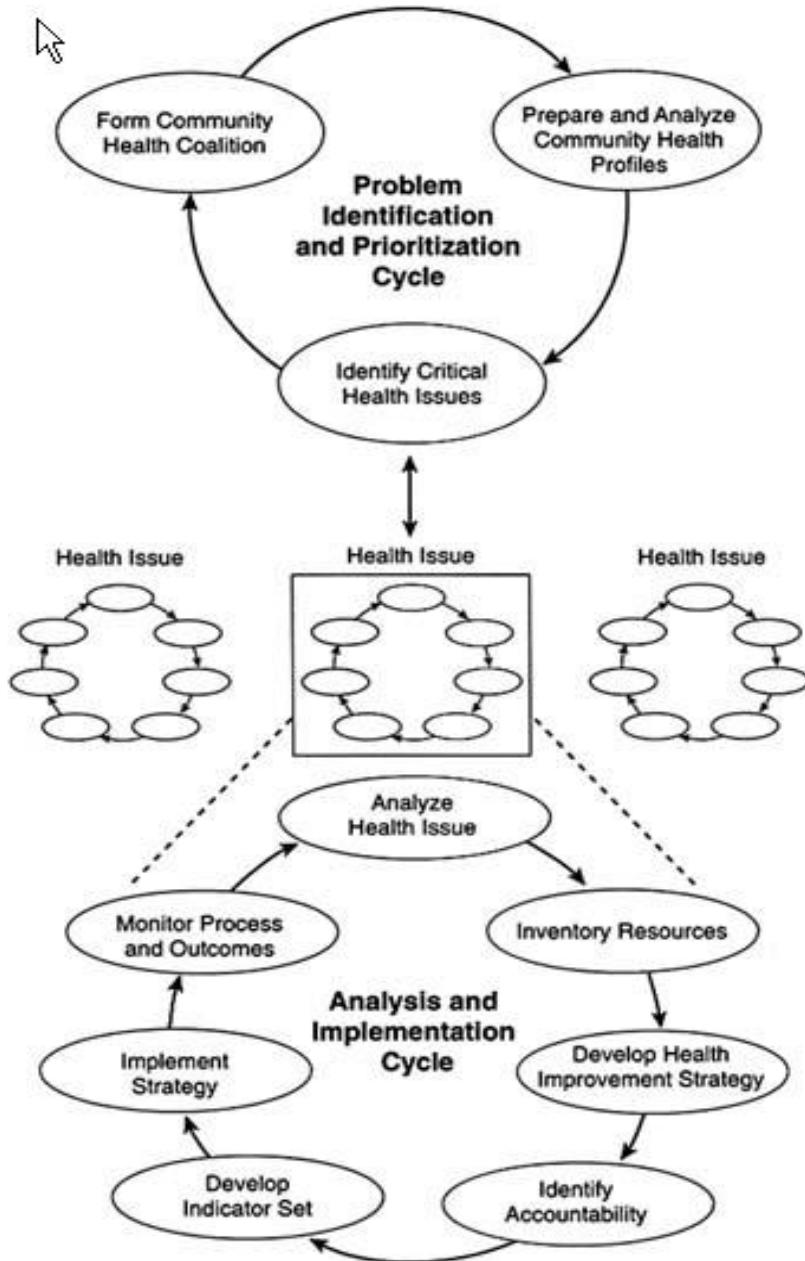 Form Community
Health Coalition
Prepare and Analyze
Community Health
Profiles
Problem
Identification
and Prioritization
Cycle
Identify Critical
Health Issues
Health Issue
Health Issue
Health Issue
Analyze
Health Issue
Monitor Process
and Outcomes
Inventory Resources
Analysis and
Implementation
Cycle
Implement
Strategy
Develop Health
Improvement Strategy
Develop
Indicator Set
Identify
Accountability